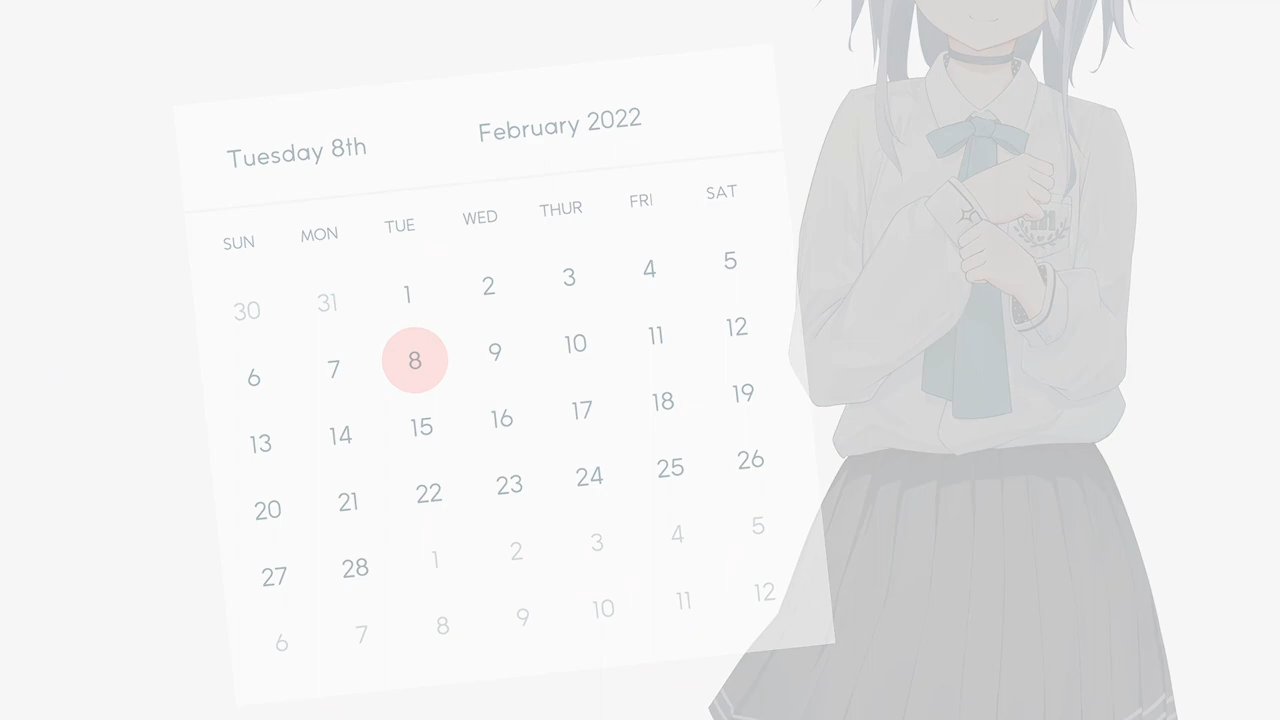 Tuesday 8th February 2022
SUN MON TUE WED THUR FRI SAT
30 31 1 2 3 4 5
6 7 8 9 10 11 12
13 14 15 16 17 18 19
20 21 22 23 24 25 26
27 28 1 2 3 4 5
6 7 8 9 10 11 12